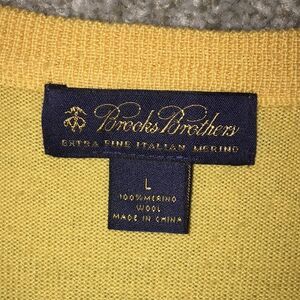 Brooks Brothers
EXTRA FINE ITALIAN MERINO
L
100% MERINO
WOOL
MADE IN CHINA